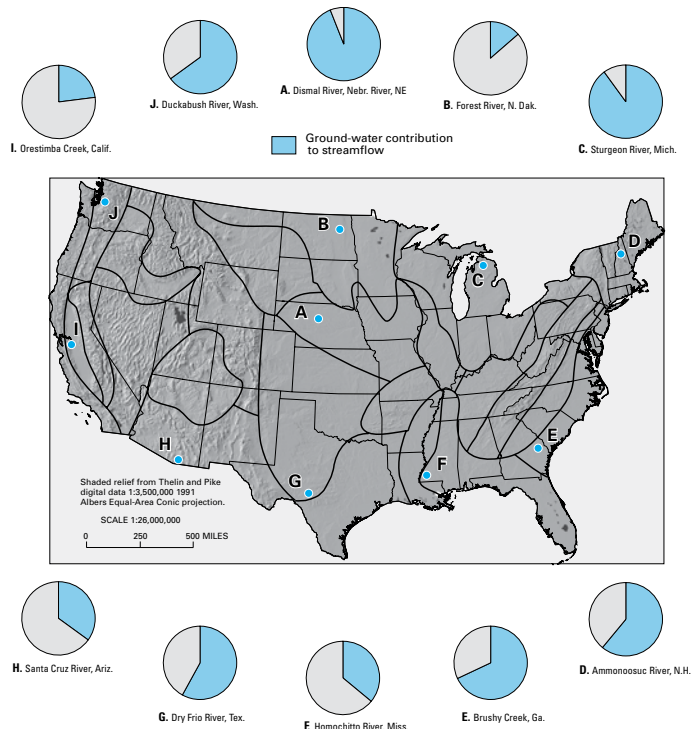 A. Dismal River, Nebr. River, NE
J. Duckabush River, Wash.
B. Forest River, N. Dak.
I. Orestimba Creek, Calif.
C. Sturgeon River, Mich.
Ground-water contribution
to streamflow
J
B
D
C
A
I
E
H
F
G
Shaded relief from Thelin and Pike
digital data 1:3,500,000 1991
Albers Equal-Area Conic projection.
SCALE 1:26,000,000
0 250 500 MILES
H. Santa Cruz River, Ariz.
D. Ammonoosuc River, N.H.
G. Dry Frio River, Tex.
E. Brushy Creek, Ga.
F. Homochitto River, Miss.